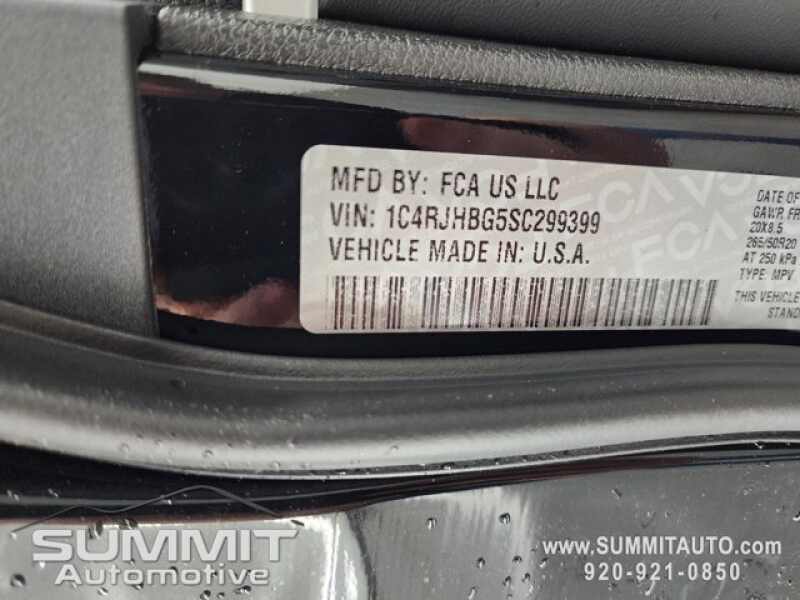 MFD BY: FCA US LLC
VIN: 1C4RJHBG5SC299399
VEHICLE MADE IN: U.S.A.
DATE OF
GAWR FR
20X8.5
265/50R20
AT 250 kPa
TYPE: MPV
THIS VEHICLE
STAND
SUMMIT
Automotive
WWW.SUMMITAUTO.COM
920-921-0850